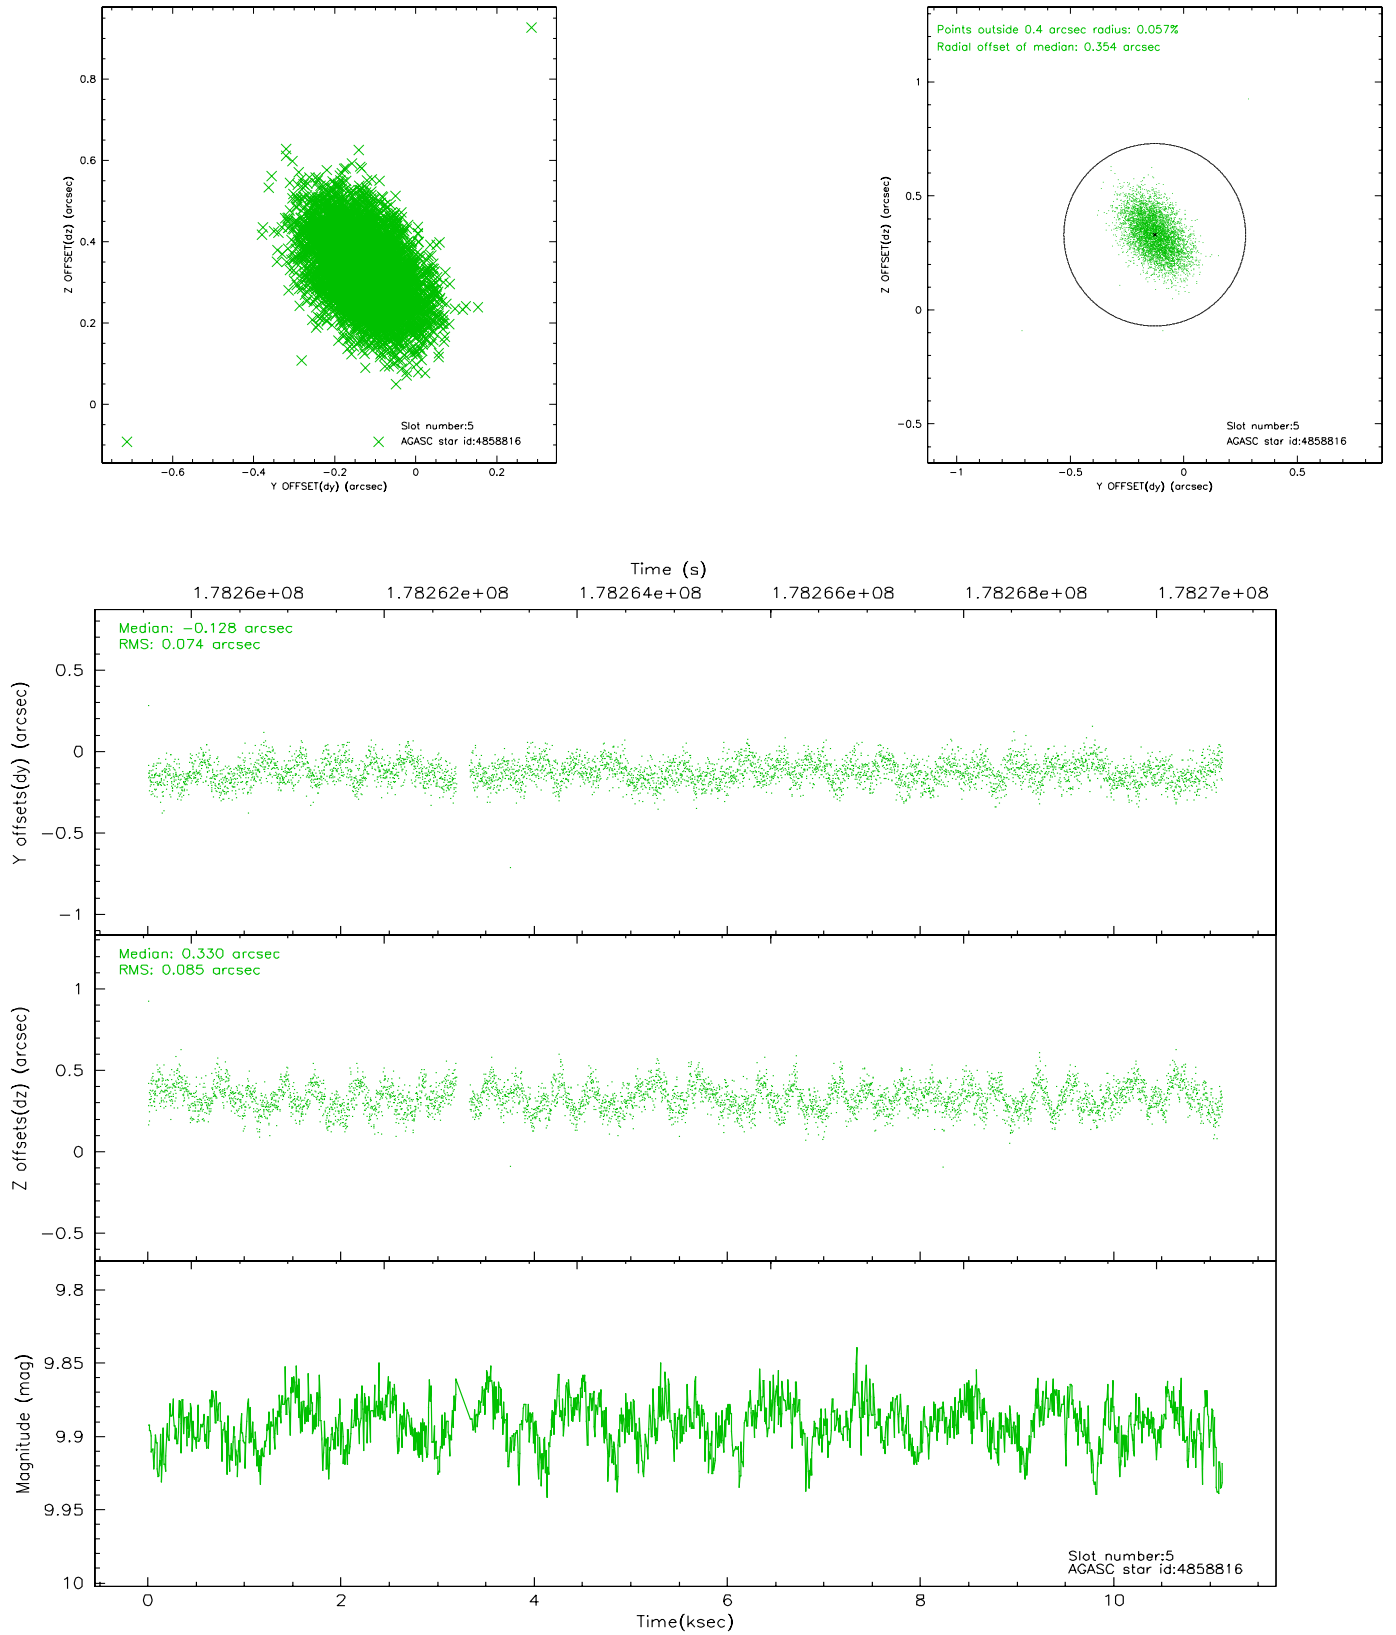 0.8
0.6
0.4
0.2
0
Z OFFSET(dz) (arcsec)
Slot number:5
AGASC star id:4858816
−0.6 −0.4 −0.2 0 0.2
Y OFFSET(dy) (arcsec)
Points outside 0.4 arcsec radius: 0.057%
Radial offset of median: 0.354 arcsec
1
0.5
0
−0.5
Z OFFSET(dz) (arcsec)
Slot number:5
AGASC star id:4858816
−1 −0.5 0 0.5
Y OFFSET(dy) (arcsec)
Time (s)
1.7826e+08 1.78262e+08 1.78264e+08 1.78266e+08 1.78268e+08 1.7827e+08
Median: −0.128 arcsec
RMS: 0.074 arcsec
0.5
0
−0.5
−1
Y offsets(dy) (arcsec)
Median: 0.330 arcsec
RMS: 0.085 arcsec
1
0.5
0
−0.5
Z offsets(dz) (arcsec)
9.8
9.85
9.9
9.95
10
Magnitude (mag)
Slot number:5
AGASC star id:4858816
0 2 4 6 8 10
Time(ksec)